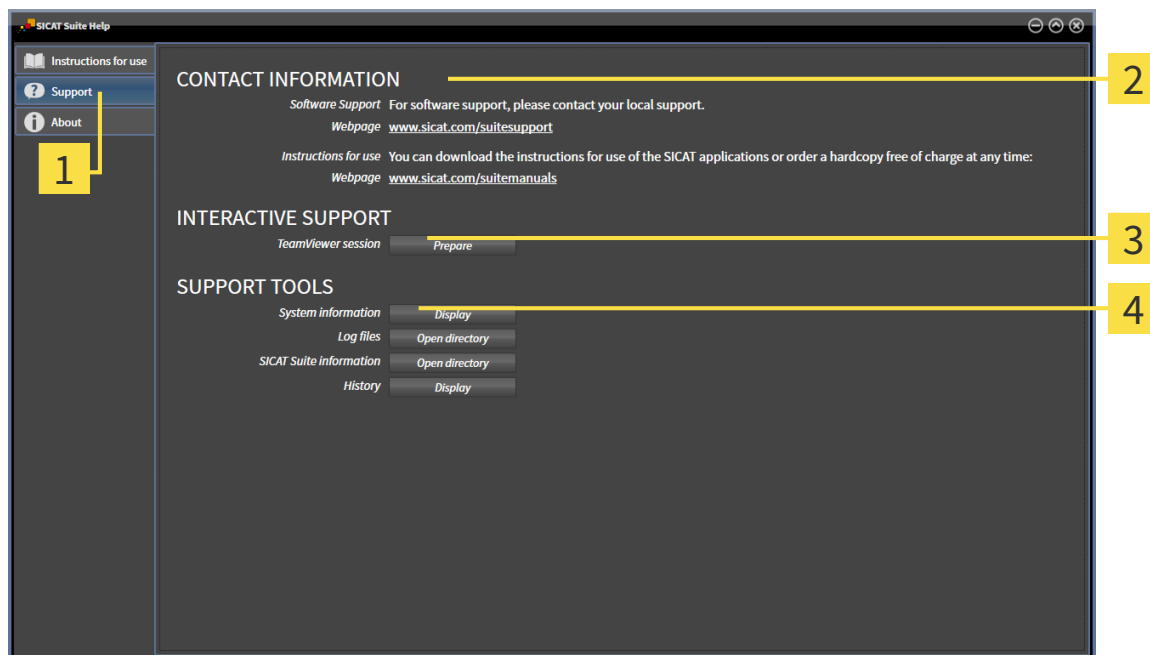 SICAT Suite Help
Instructions for use
Support
About
1
CONTACT INFORMATION
2
Software Support For software support, please contact your local support.
Webpage www.sicat.com/suitesupport
Instructions for use You can download the instructions for use of the SICAT applications or order a hardcopy free of charge at any time:
Webpage www.sicat.com/suitemanuals
INTERACTIVE SUPPORT
TeamViewer session Prepare
3
SUPPORT TOOLS
System information Display
4
Log files Open directory
SICAT Suite information Open directory
History Display